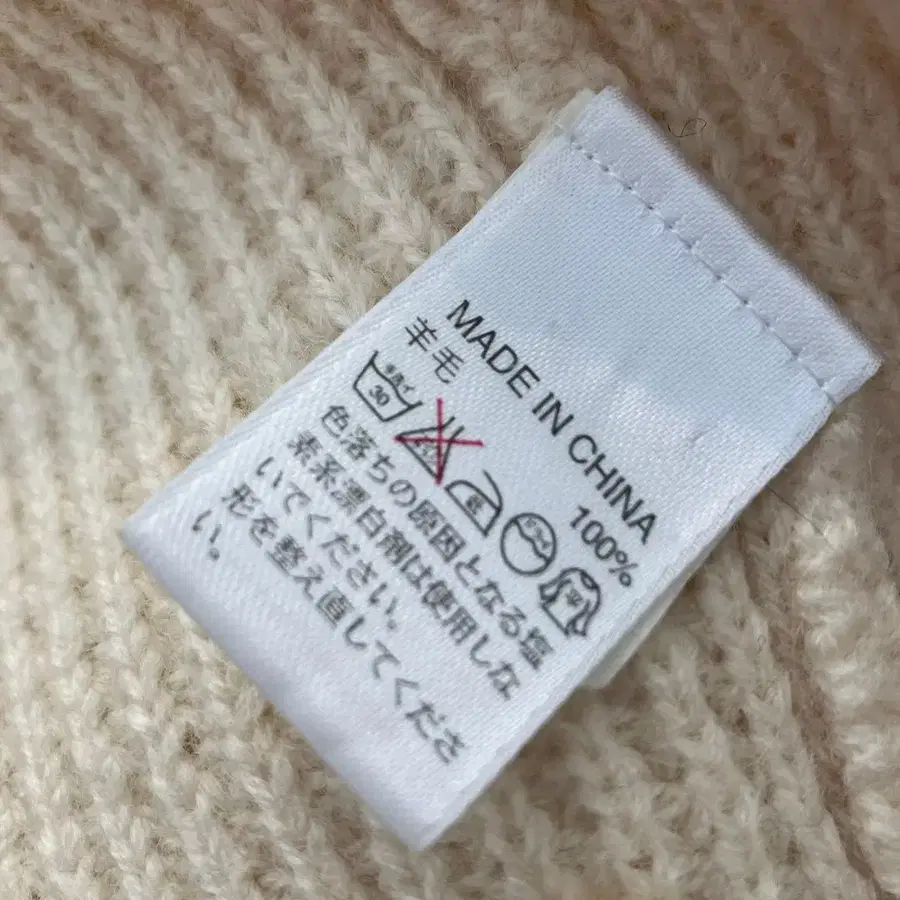 MADE IN CHINA
羊毛 100%
30
色落ちの原因となる塩
素系漂白剤は使用しな
いでください。
形を整え直してくださ
い。